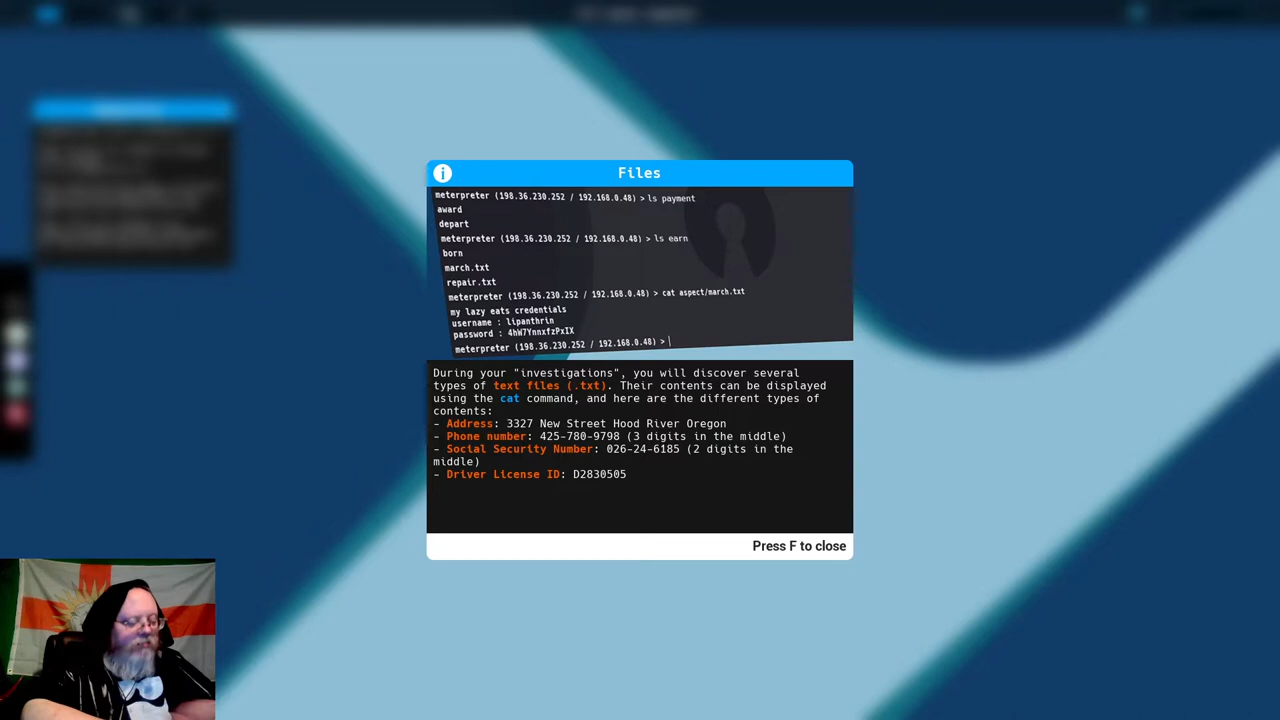 Files
meterpreter (198.36.230.252 / 192.168.0.48) > ls payment
award
depart
meterpreter (198.36.230.252 / 192.168.0.48) > ls earn
born
march.txt
repair.txt
meterpreter (198.36.230.252 / 192.168.0.48) > cat aspect/march.txt
my lazy eats credentials
username : lipanthrin
password : 4hW7YnnxfzPxIX
meterpreter (198.36.230.252 / 192.168.0.48) >
During your "investigations", you will discover several
types of text files (.txt). Their contents can be displayed
using the cat command, and here are the different types of
contents:
- Address: 3327 New Street Hood River Oregon
- Phone number: 425-780-9798 (3 digits in the middle)
- Social Security Number: 026-24-6185 (2 digits in the
middle)
- Driver License ID: D2830505
Press F to close